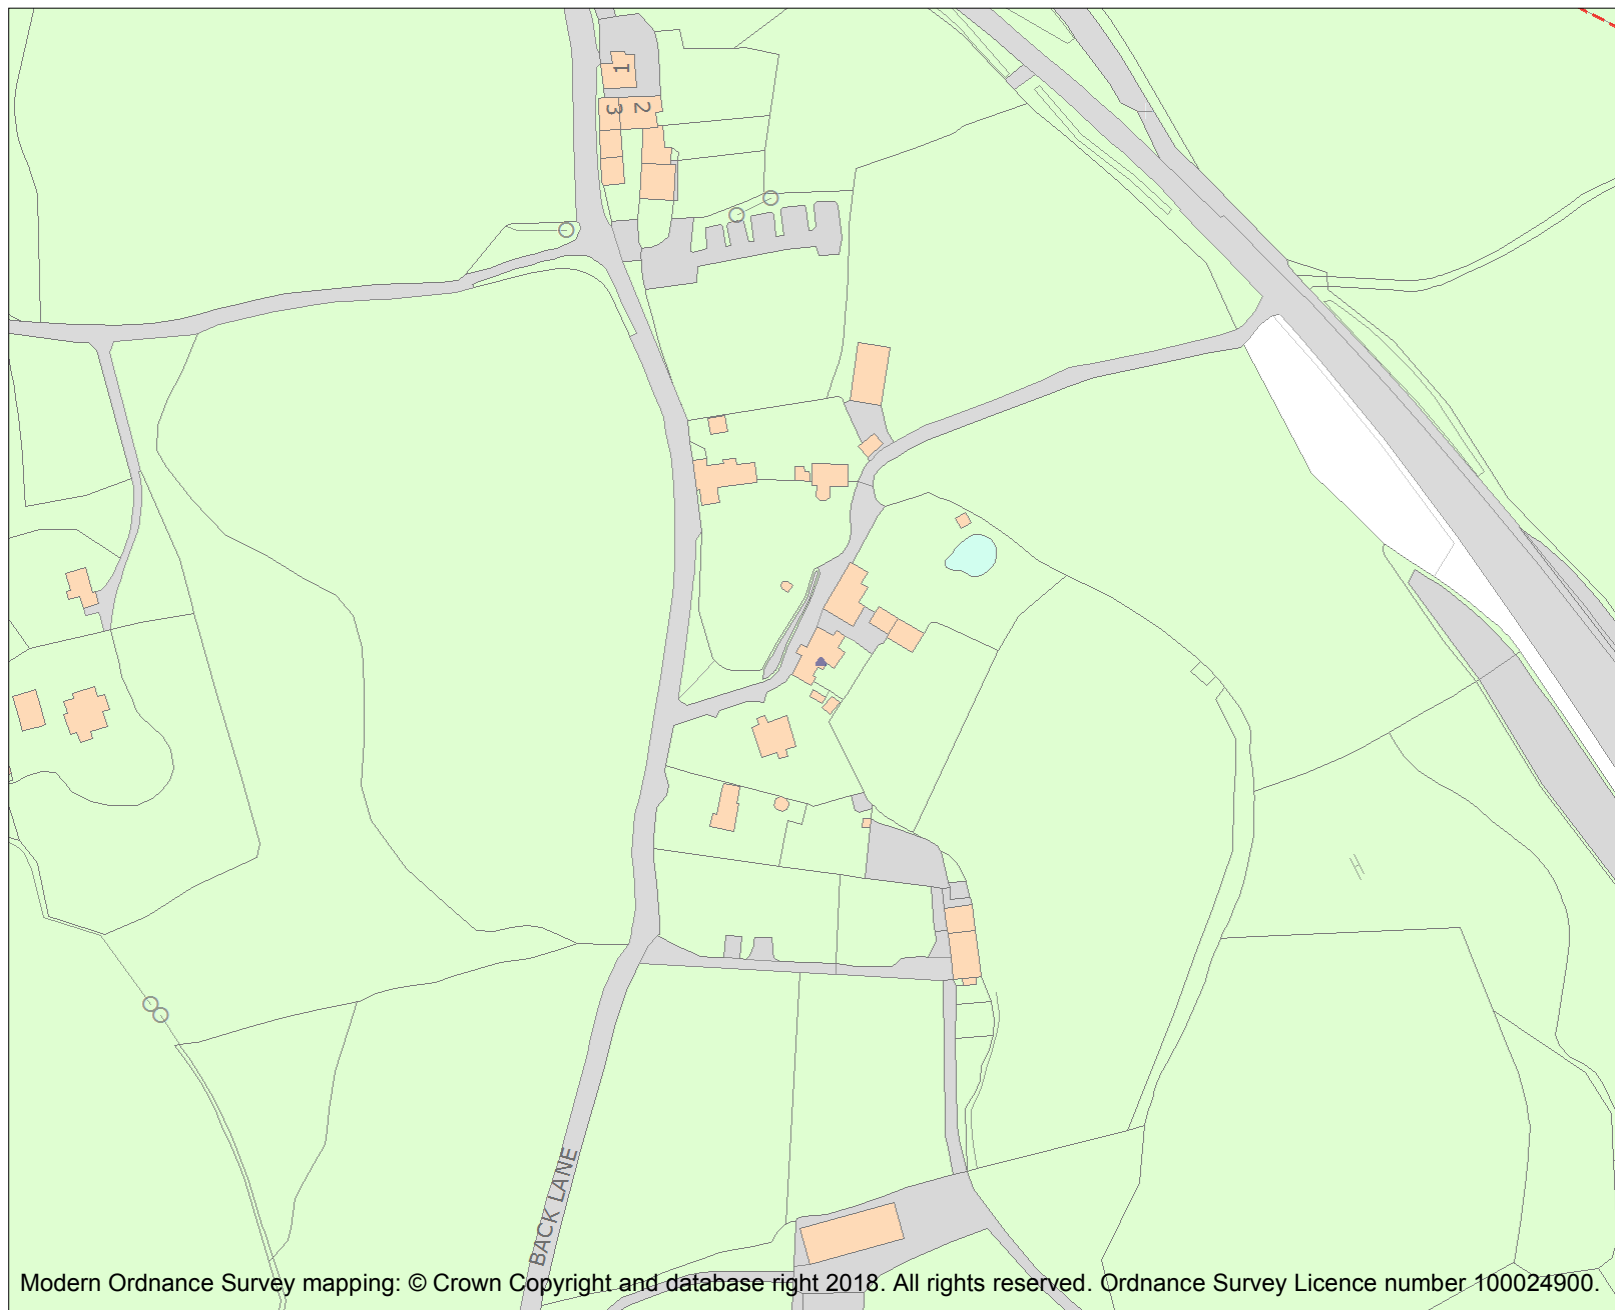 1
3 2
BACK LANE
Modern Ordnance Survey mapping: © Crown Copyright and database right 2018. All rights reserved. Ordnance Survey Licence number 100024900.